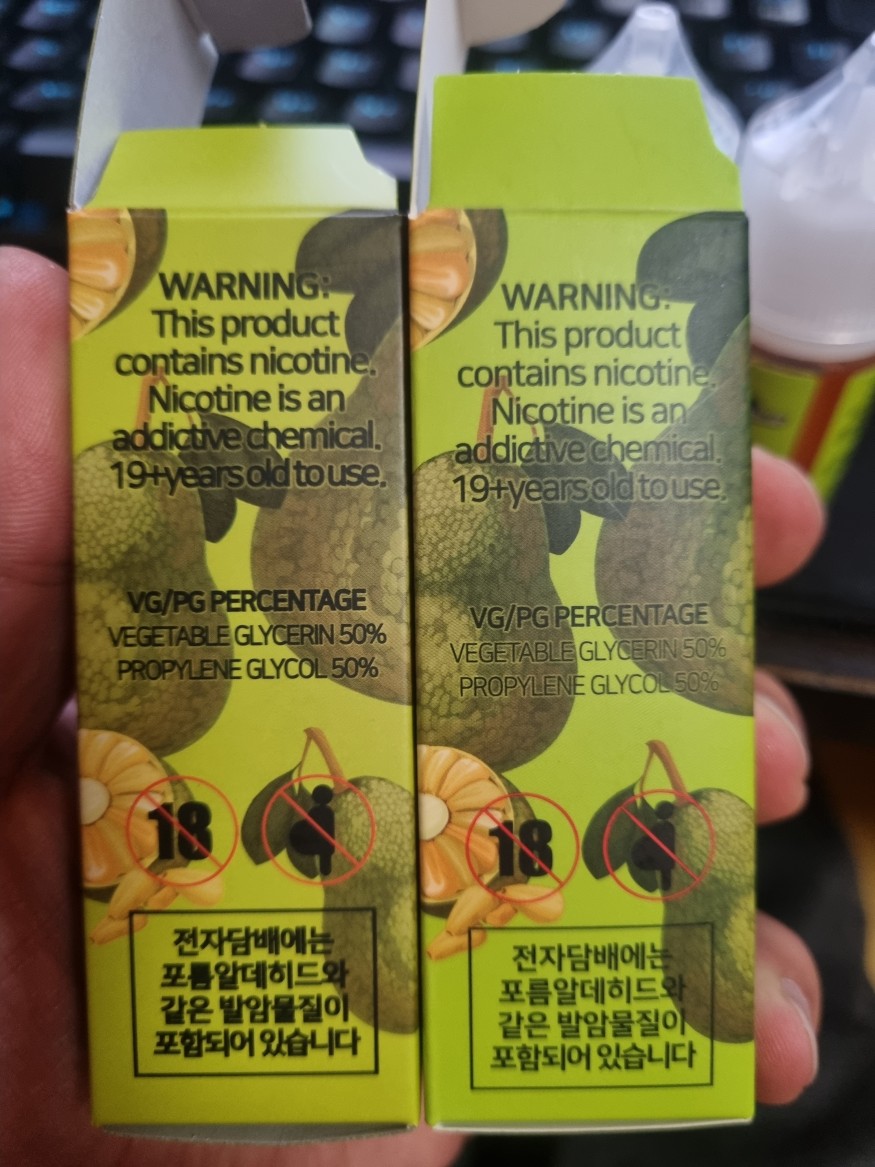 WARNING:
This product
contains nicotine.
Nicotine is an
addictive chemical.
19+years old to use.
VG/PG PERCENTAGE
VEGETABLE GLYCERIN 50%
PROPYLENE GLYCOL 50%
18
전자담배에는
포름알데히드와
같은 발암물질이
포함되어 있습니다
WARNING:
This product
contains nicotine.
Nicotine is an
addictive chemical.
19+years old to use.
VG/PG PERCENTAGE
VEGETABLE GLYCERIN 50%
PROPYLENE GLYCOL 50%
18
전자담배에는
포름알데히드와
같은 발암물질이
포함되어 있습니다